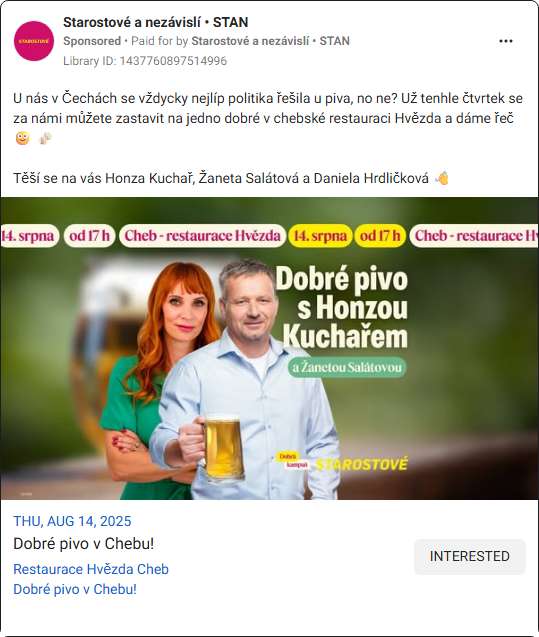 Starostové a nezávislí • STAN
STAROSTOVÉ
Sponsored • Paid for by Starostové a nezávislí • STAN
Library ID: 1437760897514996
U nás v Čechách se vždycky nejlíp politika řešila u piva, no ne? Už tenhle čtvrtek se
za námi můžete zastavit na jedno dobré v chebské restauraci Hvězda a dáme řeč
Těší se na vás Honza Kuchař, Žaneta Salátová a Daniela Hrdličková
14. srpna od 17 h Cheb - restaurace Hvězda 14. srpna od 17 h Cheb - restaurace
Dobré pivo
s Honzou
Kuchařem
a Žanetou Salátovou
Dobrá
kampaň
STAROSTOVÉ
THU, AUG 14, 2025
Dobré pivo v Chebu!
INTERESTED
Restaurace Hvězda Cheb
Dobré pivo v Chebu!